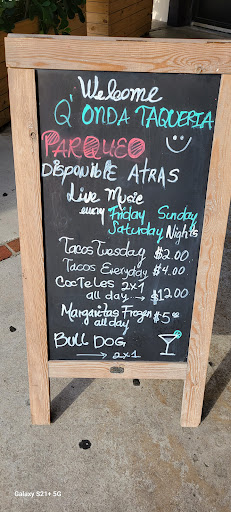 Welcome
Q' ONDA TAQUERIA
PARQUEO
DISPONIBLE ATRAS
Live Music
every Friday Sunday
Saturday Nights
Tacos Tuesday $2.00
Tacos Everyday $4.00
CocTeLes 2x1
all day → $12.00
Margaritas Frozen $5.00
all day
BULL DOG
→ 2x1
Galaxy S21+ 5G